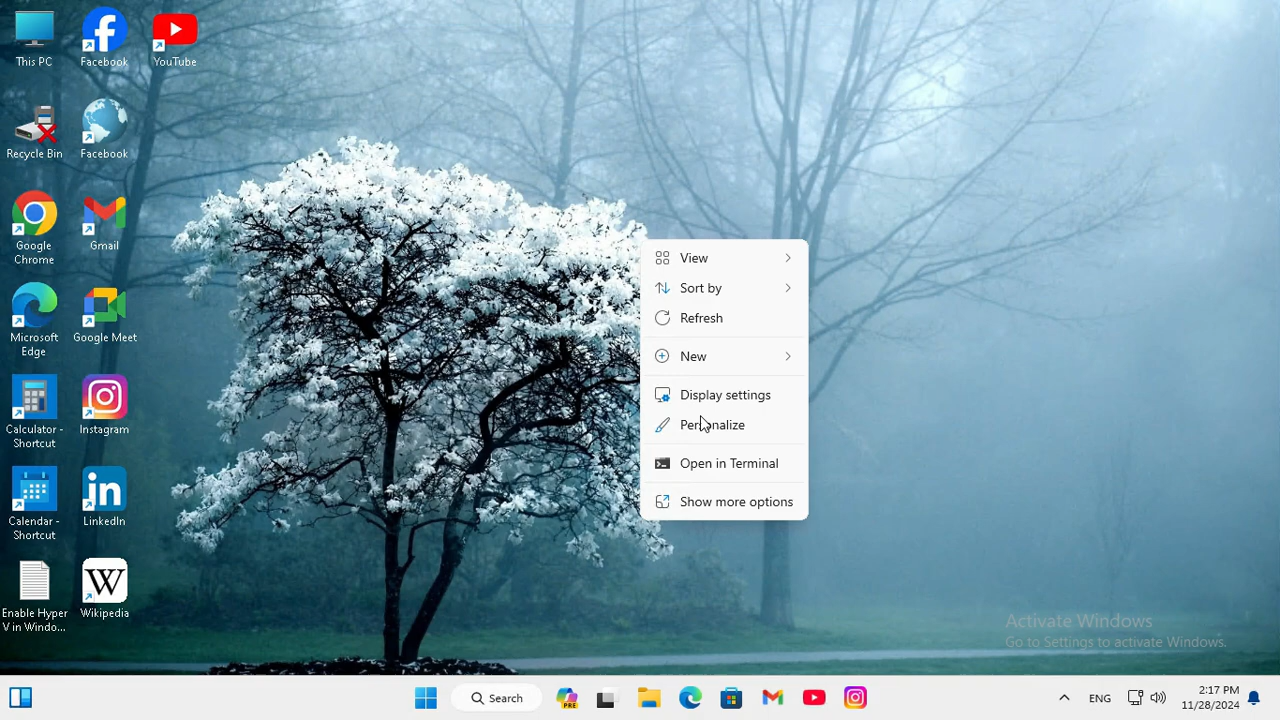 This PC
Facebook
YouTube
Recycle Bin
Facebook
Google
Chrome
Gmail
Microsoft
Edge
Google Meet
Calculator -
Shortcut
Instagram
Calendar -
Shortcut
LinkedIn
Enable Hyper
V in Windo...
Wikipedia
View
Sort by
Refresh
New
Display settings
Personalize
Open in Terminal
Show more options
Activate Windows
Go to Settings to activate Windows.
Search
PRE
ENG
2:17 PM
11/28/2024